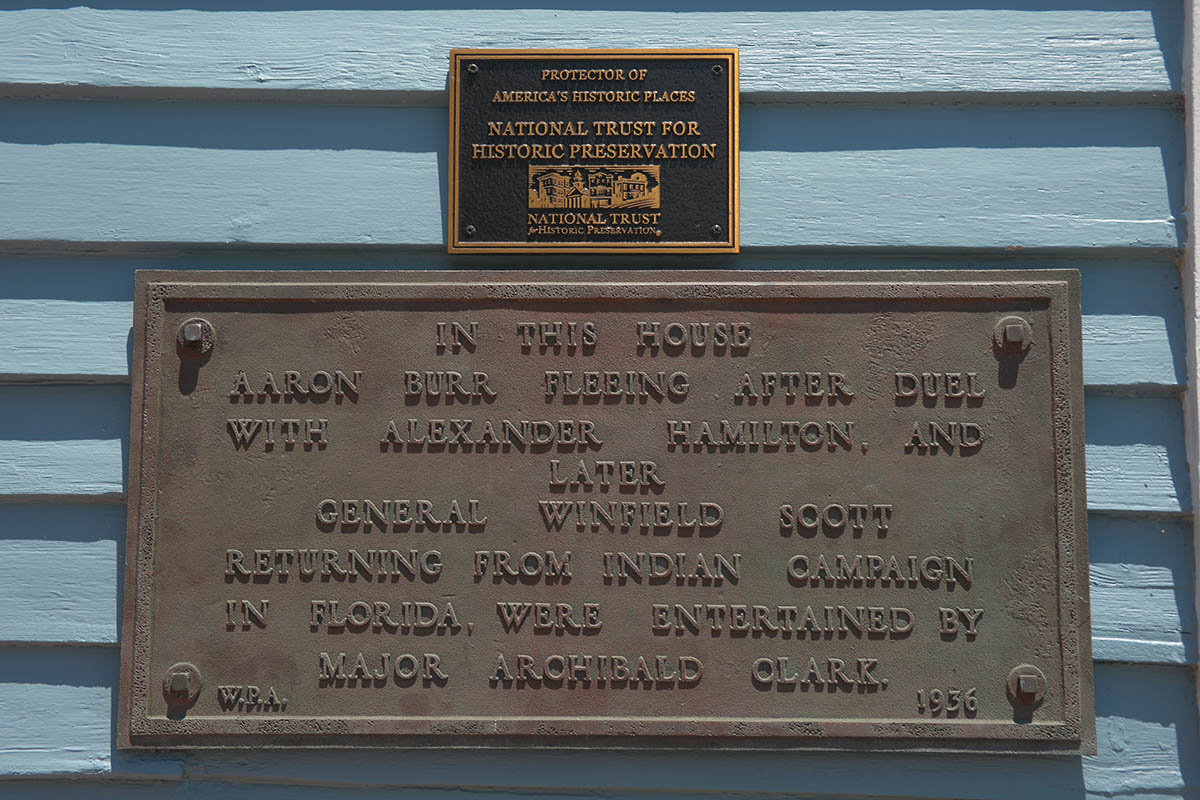 PROTECTOR OF
AMERICA'S HISTORIC PLACES
NATIONAL TRUST FOR
HISTORIC PRESERVATION
NATIONAL TRUST
for HISTORIC PRESERVATION®
IN THIS HOUSE
AARON BURR FLEEING AFTER DUEL
WITH ALEXANDER HAMILTON, AND
LATER
GENERAL WINFIELD SCOTT
RETURNING FROM INDIAN CAMPAIGN
IN FLORIDA, WERE ENTERTAINED BY
MAJOR ARCHIBALD CLARK.
W.P.A. 1936